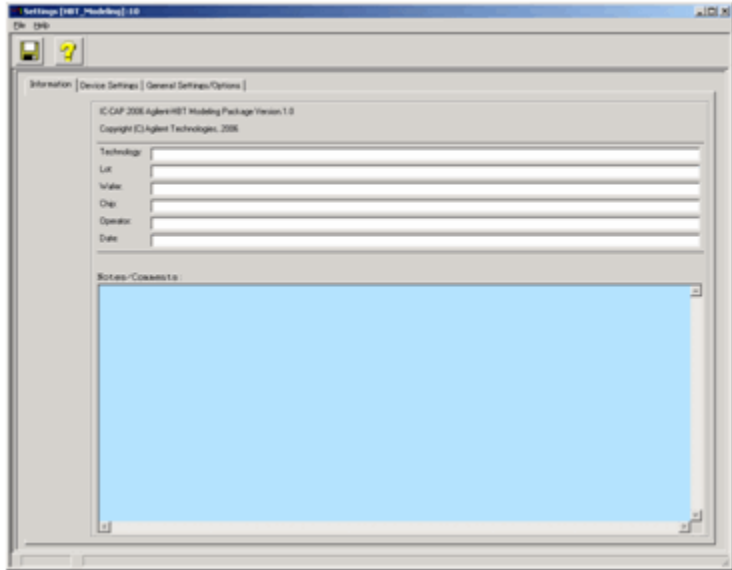 Settings [HBT_Modeling]:10
File Help
Information Device Settings General Settings/Options
IC-CAP 2006 Agilent-HBT Modeling Package Version 1.0
Copyright (C) Agilent Technologies, 2006
Technology:
Lot:
Wafer:
Chip:
Operator:
Date:
Notes/Comments: